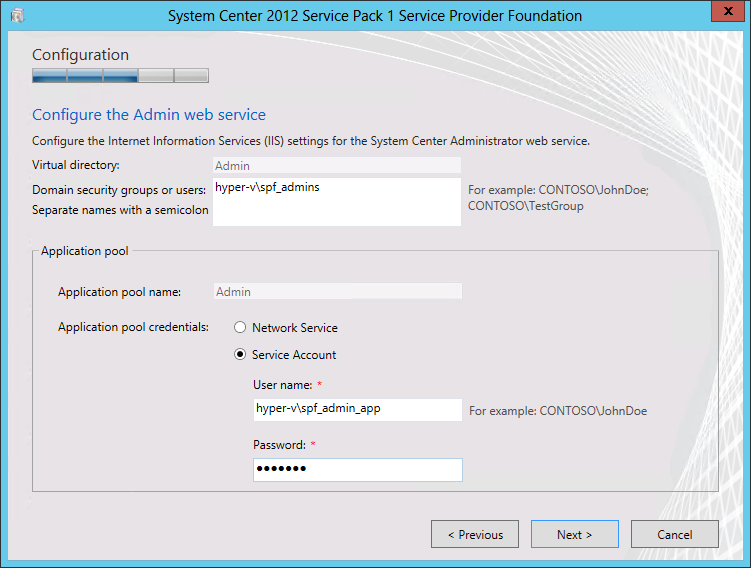 System Center 2012 Service Pack 1 Service Provider Foundation
x
Configuration
Configure the Admin web service
Configure the Internet Information Services (IIS) settings for the System Center Administrator web service.
Virtual directory: Admin
Domain security groups or users: hyper-v\spf_admins For example: CONTOSO\JohnDoe;
Separate names with a semicolon CONTOSO\TestGroup
Application pool
Application pool name: Admin
Application pool credentials: Network Service
Service Account
User name: *
hyper-v\spf_admin_app For example: CONTOSO\JohnDoe
Password: *
•••••••
< Previous Next > Cancel